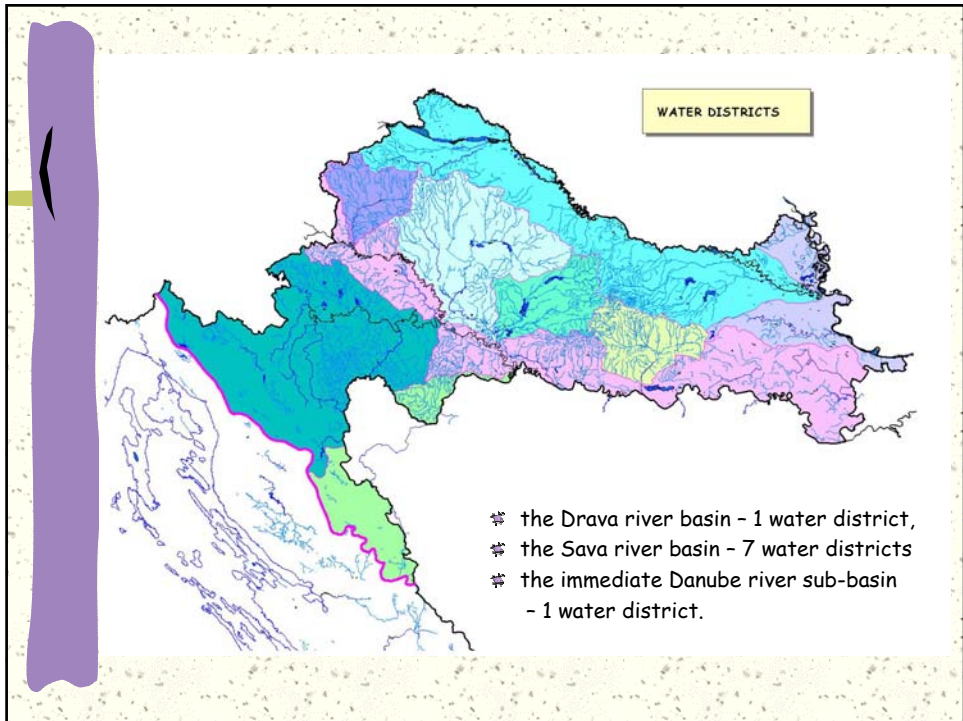 WATER DISTRICTS
the Drava river basin – 1 water district,
the Sava river basin – 7 water districts
the immediate Danube river sub-basin
– 1 water district.